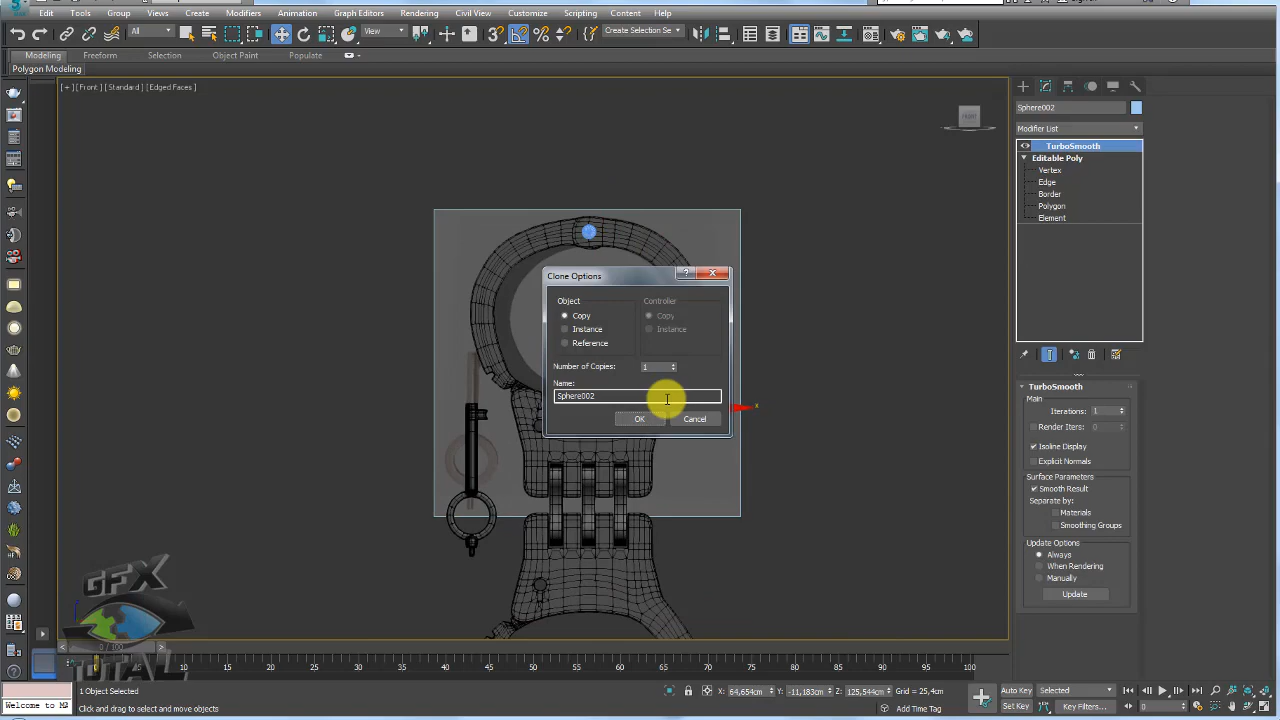 Edit Tools Group Views Create Modifiers Animation Graph Editors Rendering Civil View Customize Scripting Content Help
All View Create Selection Se
Modeling Freeform Selection Object Paint Populate
Polygon Modeling
[+][Front][Standard][Edged Faces]
FRONT
Sphere002
Modifier List
TurboSmooth
Editable Poly
Vertex
Edge
Border
Polygon
Element
Clone Options
Object Controller
Copy Copy
Instance Instance
Reference
Number of Copies: 1
Name:
Sphere002
OK Cancel
x
TurboSmooth
Main
Iterations: 1
Render Iters: 0
Isoline Display
Explicit Normals
Surface Parameters
Smooth Result
Separate by:
Materials
Smoothing Groups
Update Options
Always
When Rendering
Manually
Update
GFX
TOTAL
0 / 100
10 15 20 25 30 35 40 45 50 55 60 65 70 75 80 85 90 95 100
1 Object Selected
X: 64,654cm Y: -11,183cm Z: 125,544cm Grid = 25,4cm
Auto Key Selected
Welcome to M
Click and drag to select and move objects
Add Time Tag
Set Key Key Filters...
0